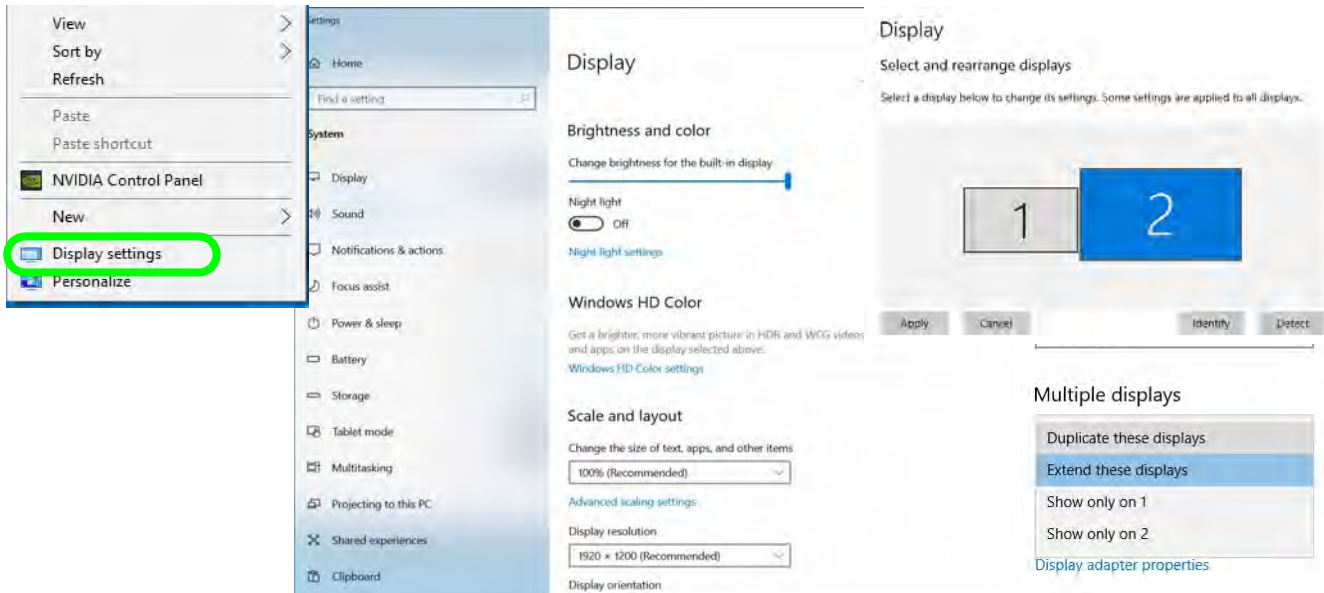 View
Sort by
Refresh
Paste
Paste shortcut
NVIDIA Control Panel
New
Display settings
Personalize
Settings
Home
Find a setting
System
Display
Sound
Notifications & actions
Focus assist
Power & sleep
Battery
Storage
Tablet mode
Multitasking
Projecting to this PC
Shared experiences
Clipboard
Display
Brightness and color
Change brightness for the built-in display
Night light
Off
Night light settings
Windows HD Color
Get a brighter, more vibrant picture in HDR and WCG videos
and apps on the display selected above.
Windows HD Color settings
Scale and layout
Change the size of text, apps, and other items
100% (Recommended)
Advanced scaling settings
Display resolution
1920 × 1200 (Recommended)
Display orientation
Display
Select and rearrange displays
Select a display below to change its settings. Some settings are applied to all displays.
1
2
Apply Cancel Identify Detect
Multiple displays
Duplicate these displays
Extend these displays
Show only on 1
Show only on 2
Display adapter properties